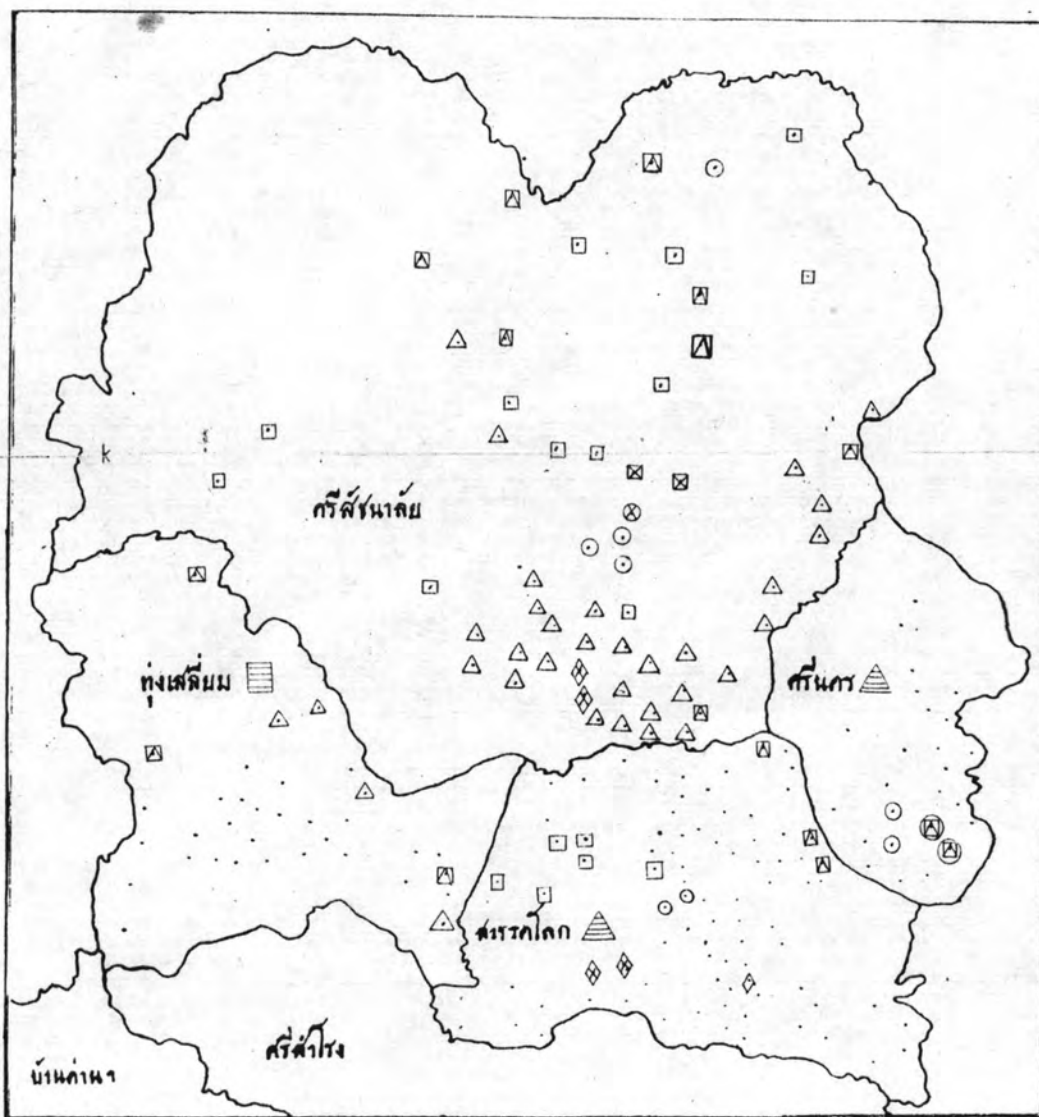 k
ศรีสัชนาลัย
ทุ่งเสลี่ยม
ศรีนคร
สวรรคโลก
ศรีสำโรง
บ้านด่านฯ